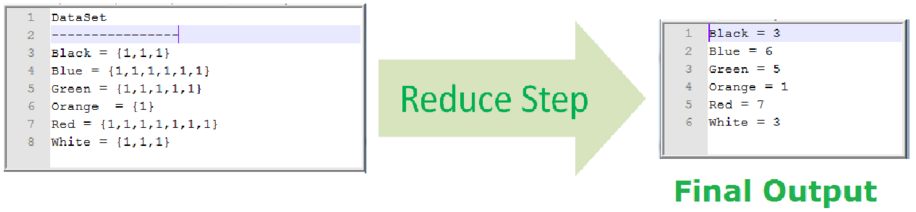 1 DataSet
2 ----------------
3 Black = {1,1,1}
4 Blue = {1,1,1,1,1,1}
5 Green = {1,1,1,1,1}
6 Orange = {1}
7 Red = {1,1,1,1,1,1,1}
8 White = {1,1,1}
Reduce Step
1 Black = 3
2 Blue = 6
3 Green = 5
4 Orange = 1
5 Red = 7
6 White = 3
Final Output